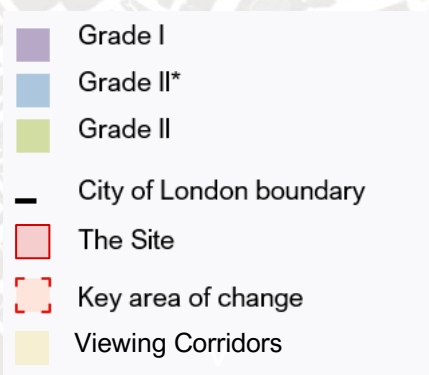 Grade I
Grade II*
Grade II
City of London boundary
The Site
Key area of change
Viewing Corridors